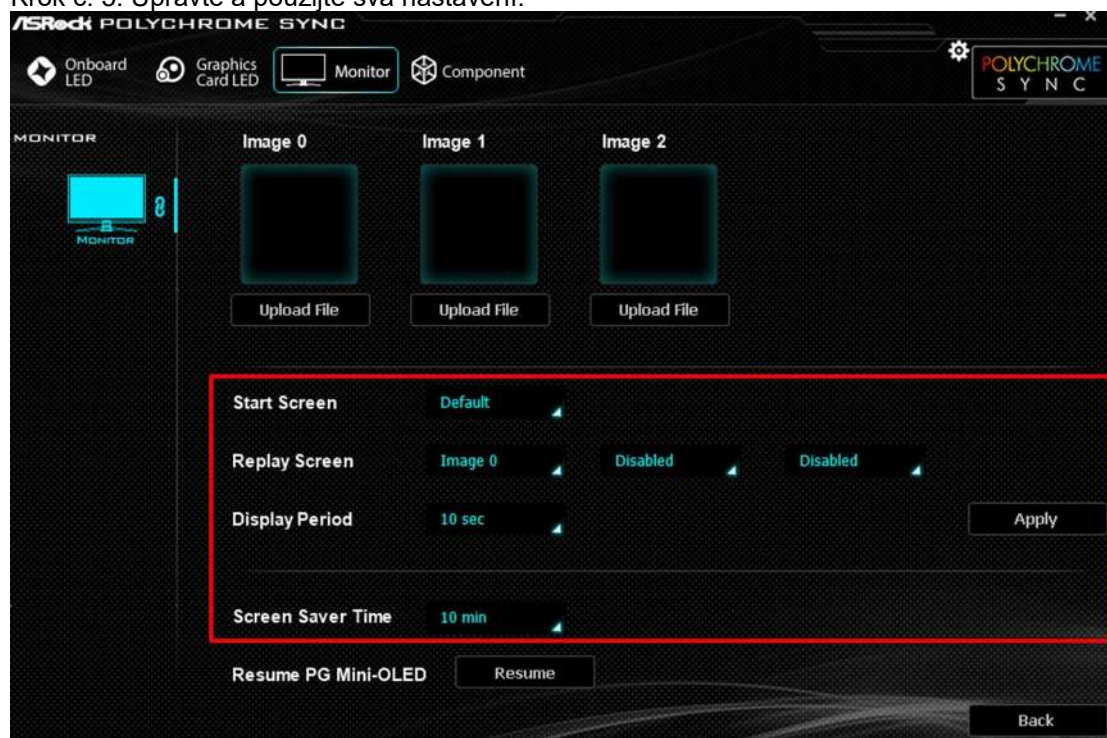 Krok č. 3: Upravte a použijte svá nastavení.
ASRock POLYCHROME SYNC
Onboard LED
Graphics Card LED
Monitor
Component
POLYCHROME SYNC
MONITOR
Image 0 Image 1 Image 2
MONITOR
Upload File Upload File Upload File
Start Screen Default
Replay Screen Image 0 Disabled Disabled
Display Period 10 sec Apply
Screen Saver Time 10 min
Resume PG Mini-OLED Resume
Back